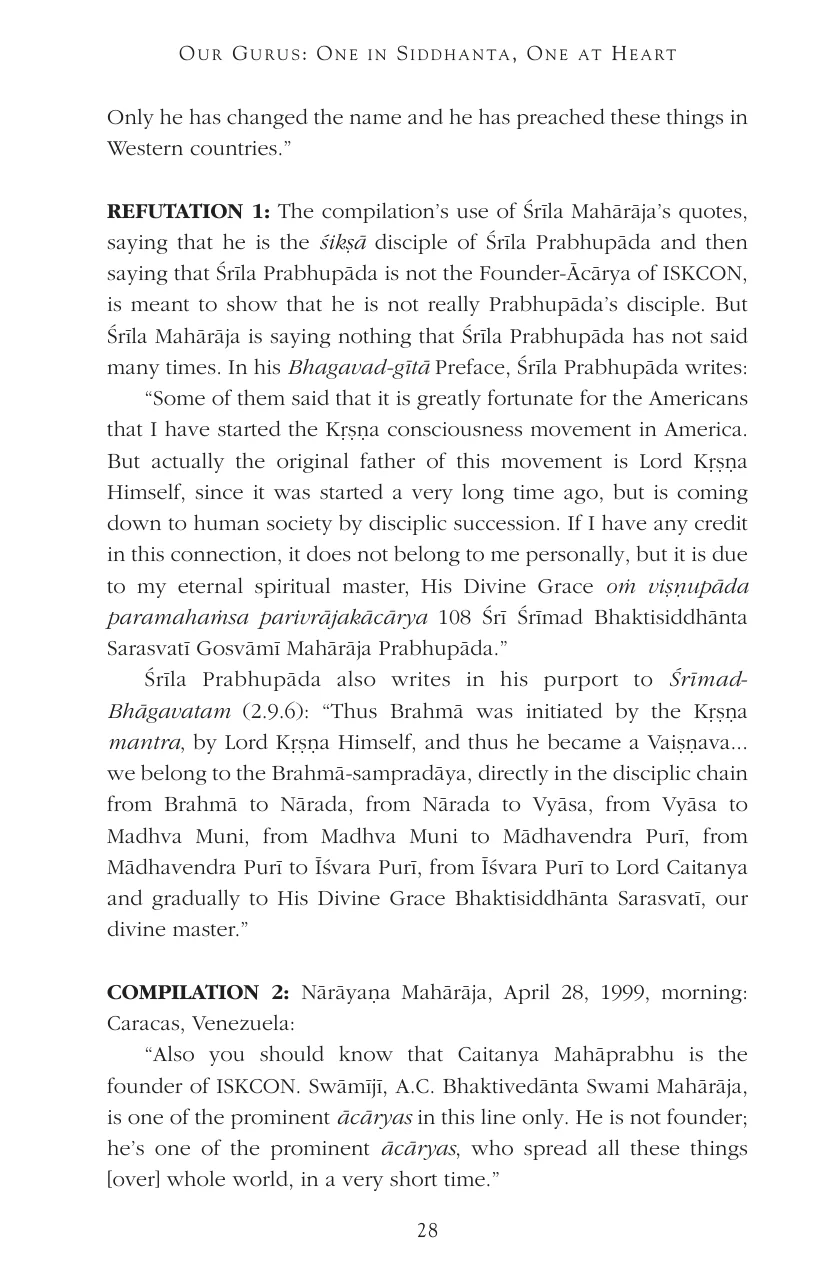 OUR GURUS: ONE IN SIDDHANTA, ONE AT HEART
Only he has changed the name and he has preached these things in
Western countries.”
REFUTATION 1: The compilation’s use of Śrīla Mahārāja’s quotes,
saying that he is the śikṣā disciple of Śrīla Prabhupāda and then
saying that Śrīla Prabhupāda is not the Founder-Ācārya of ISKCON,
is meant to show that he is not really Prabhupāda’s disciple. But
Śrīla Mahārāja is saying nothing that Śrīla Prabhupāda has not said
many times. In his Bhagavad-gītā Preface, Śrīla Prabhupāda writes:
“Some of them said that it is greatly fortunate for the Americans
that I have started the Kṛṣṇa consciousness movement in America.
But actually the original father of this movement is Lord Kṛṣṇa
Himself, since it was started a very long time ago, but is coming
down to human society by disciplic succession. If I have any credit
in this connection, it does not belong to me personally, but it is due
to my eternal spiritual master, His Divine Grace oṁ viṣṇupāda
paramahaṁsa parivrājakācārya 108 Śrī Śrīmad Bhaktisiddhānta
Sarasvatī Gosvāmī Mahārāja Prabhupāda.”
Śrīla Prabhupāda also writes in his purport to Śrīmad-
Bhāgavatam (2.9.6): “Thus Brahmā was initiated by the Kṛṣṇa
mantra, by Lord Kṛṣṇa Himself, and thus he became a Vaiṣṇava...
we belong to the Brahmā-sampradāya, directly in the disciplic chain
from Brahmā to Nārada, from Nārada to Vyāsa, from Vyāsa to
Madhva Muni, from Madhva Muni to Mādhavendra Purī, from
Mādhavendra Purī to Īśvara Purī, from Īśvara Purī to Lord Caitanya
and gradually to His Divine Grace Bhaktisiddhānta Sarasvatī, our
divine master.”
COMPILATION 2: Nārāyaṇa Mahārāja, April 28, 1999, morning:
Caracas, Venezuela:
“Also you should know that Caitanya Mahāprabhu is the
founder of ISKCON. Swāmījī, A.C. Bhaktivedānta Swami Mahārāja,
is one of the prominent ācāryas in this line only. He is not founder;
he’s one of the prominent ācāryas, who spread all these things
[over] whole world, in a very short time.”
28